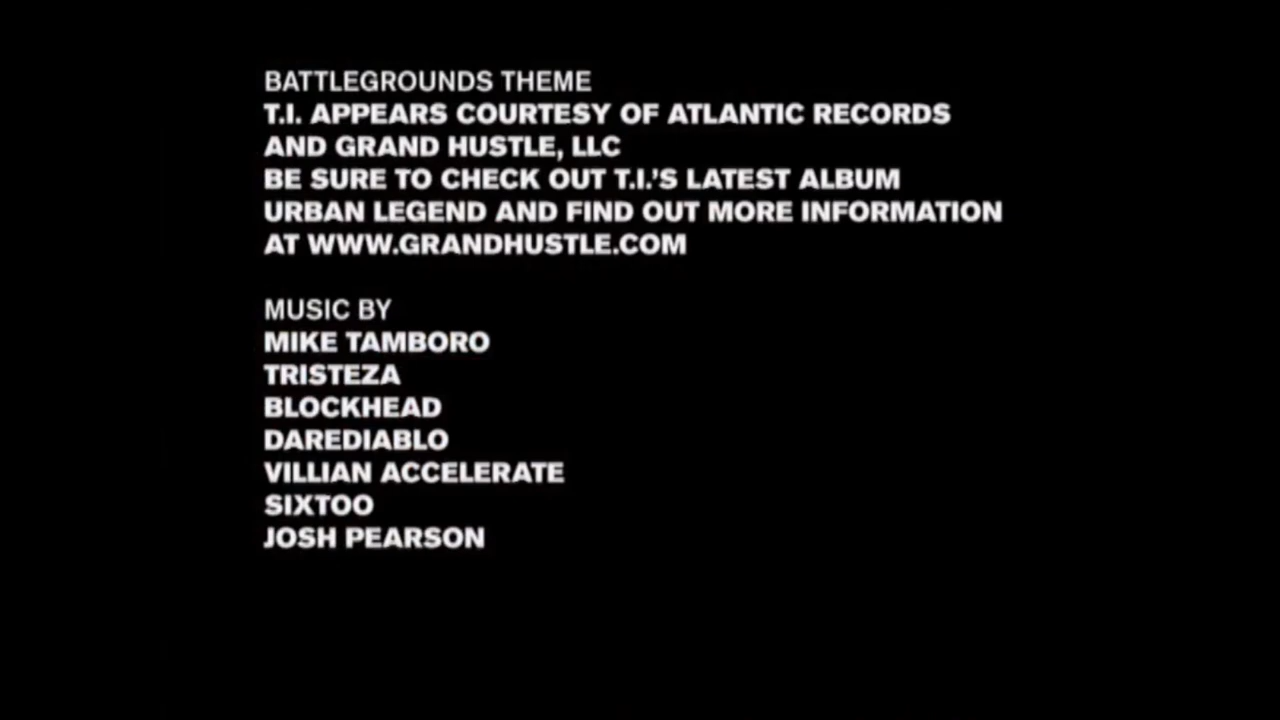 BATTLEGROUNDS THEME
T.I. APPEARS COURTESY OF ATLANTIC RECORDS
AND GRAND HUSTLE, LLC
BE SURE TO CHECK OUT T.I.'S LATEST ALBUM
URBAN LEGEND AND FIND OUT MORE INFORMATION
AT WWW.GRANDHUSTLE.COM
MUSIC BY
MIKE TAMBORO
TRISTEZA
BLOCKHEAD
DAREDIABLO
VILLIAN ACCELERATE
SIXTOO
JOSH PEARSON